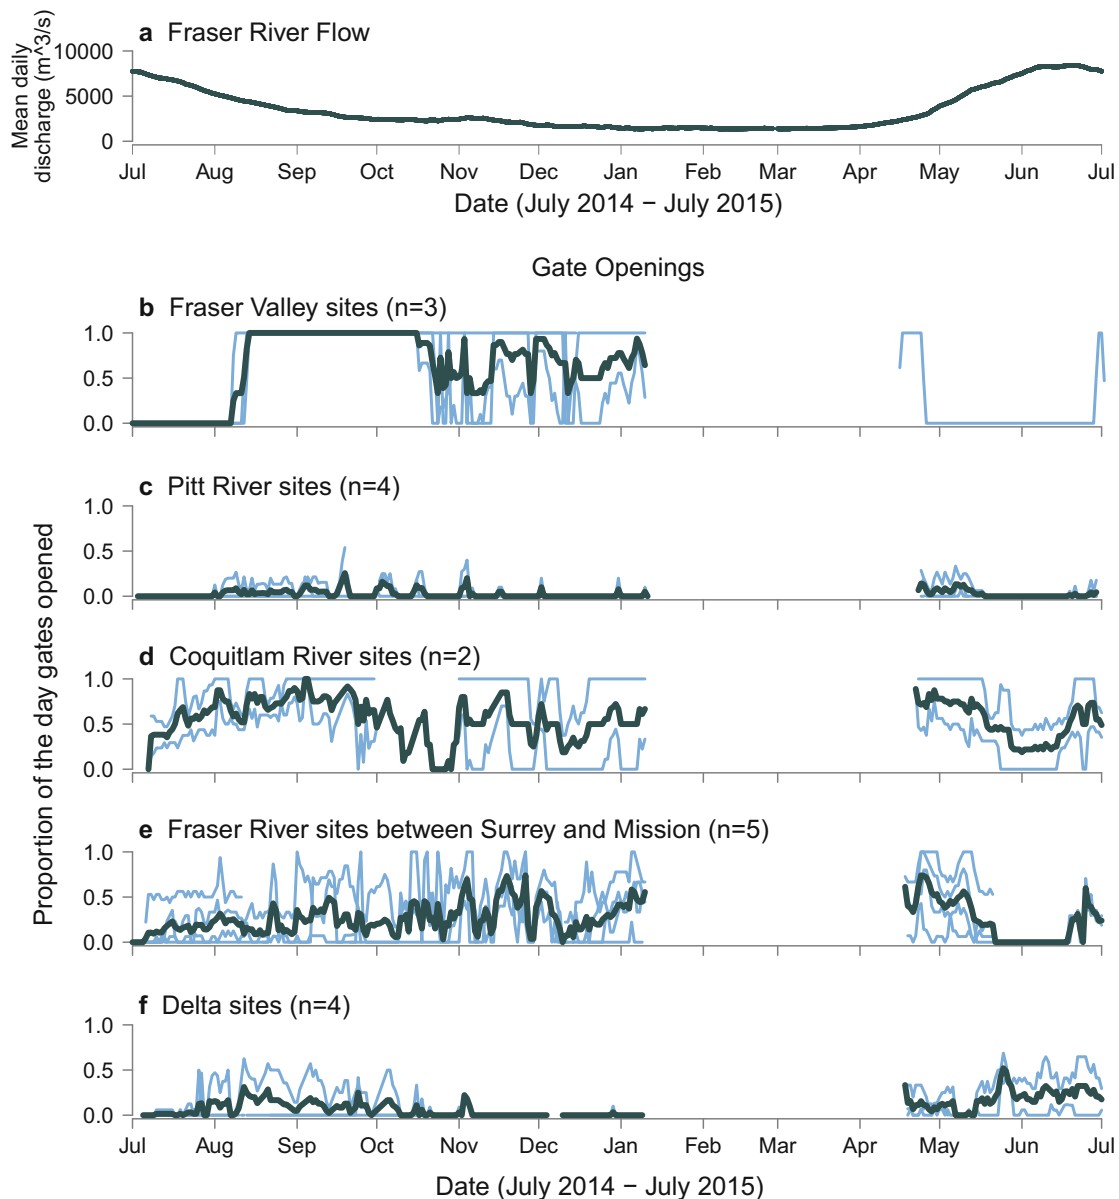 a Fraser River Flow
Mean daily
discharge (m^3/s)
10000
5000
0
Jul Aug Sep Oct Nov Dec Jan Feb Mar Apr May Jun Jul
Date (July 2014 − July 2015)
Gate Openings
Proportion of the day gates opened
b Fraser Valley sites (n=3)
1.0
0.5
0.0
c Pitt River sites (n=4)
1.0
0.5
0.0
d Coquitlam River sites (n=2)
1.0
0.5
0.0
e Fraser River sites between Surrey and Mission (n=5)
1.0
0.5
0.0
f Delta sites (n=4)
1.0
0.5
0.0
Jul Aug Sep Oct Nov Dec Jan Feb Mar Apr May Jun Jul
Date (July 2014 − July 2015)